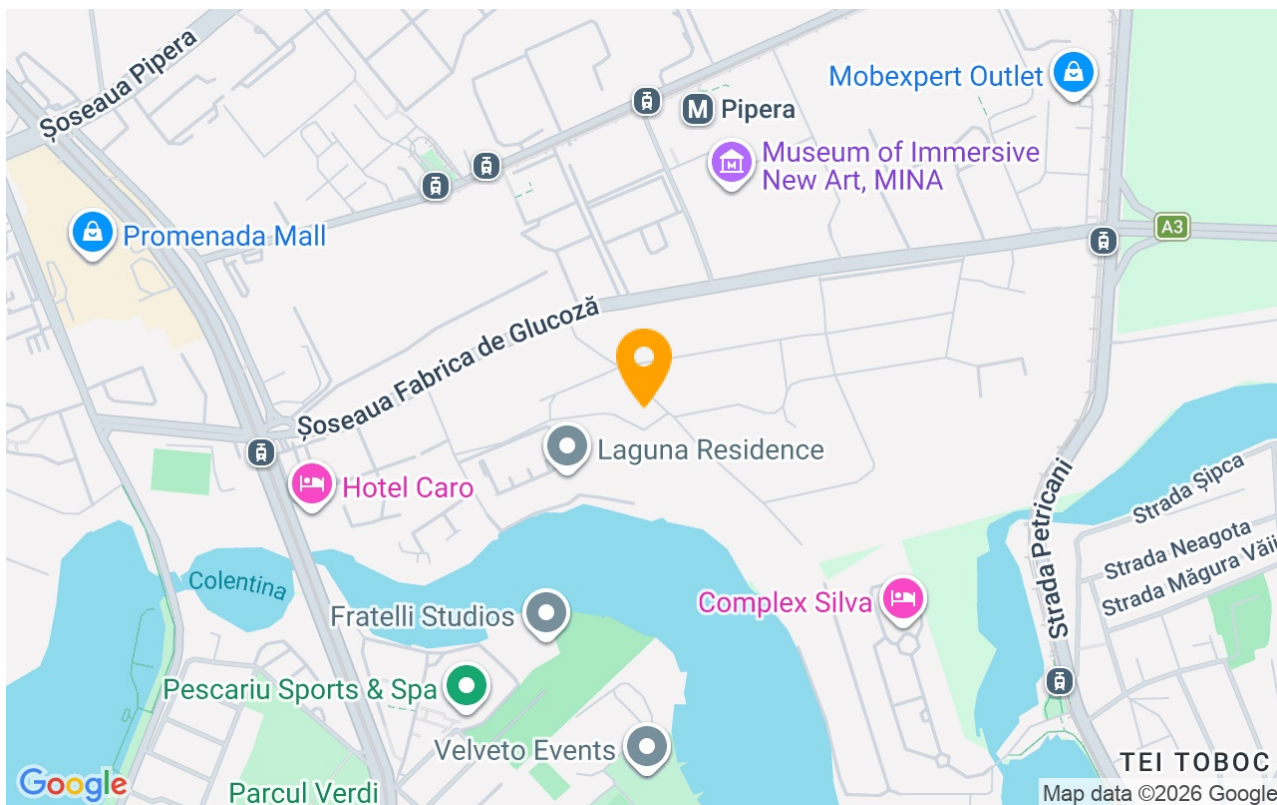 Șoseaua Pipera
Mobexpert Outlet
M Pipera
Museum of Immersive
New Art, MINA
Promenada Mall
A3
Șoseaua Fabrica de Glucoză
Laguna Residence
Hotel Caro
Strada Petricani
Strada Șipca
Strada Neagota
Strada Măgura Văii
Colentina
Fratelli Studios
Complex Silva
Pescariu Sports & Spa
Velveto Events
TEI TOBOC
Google
Parcul Verdi
Map data ©2026 Google